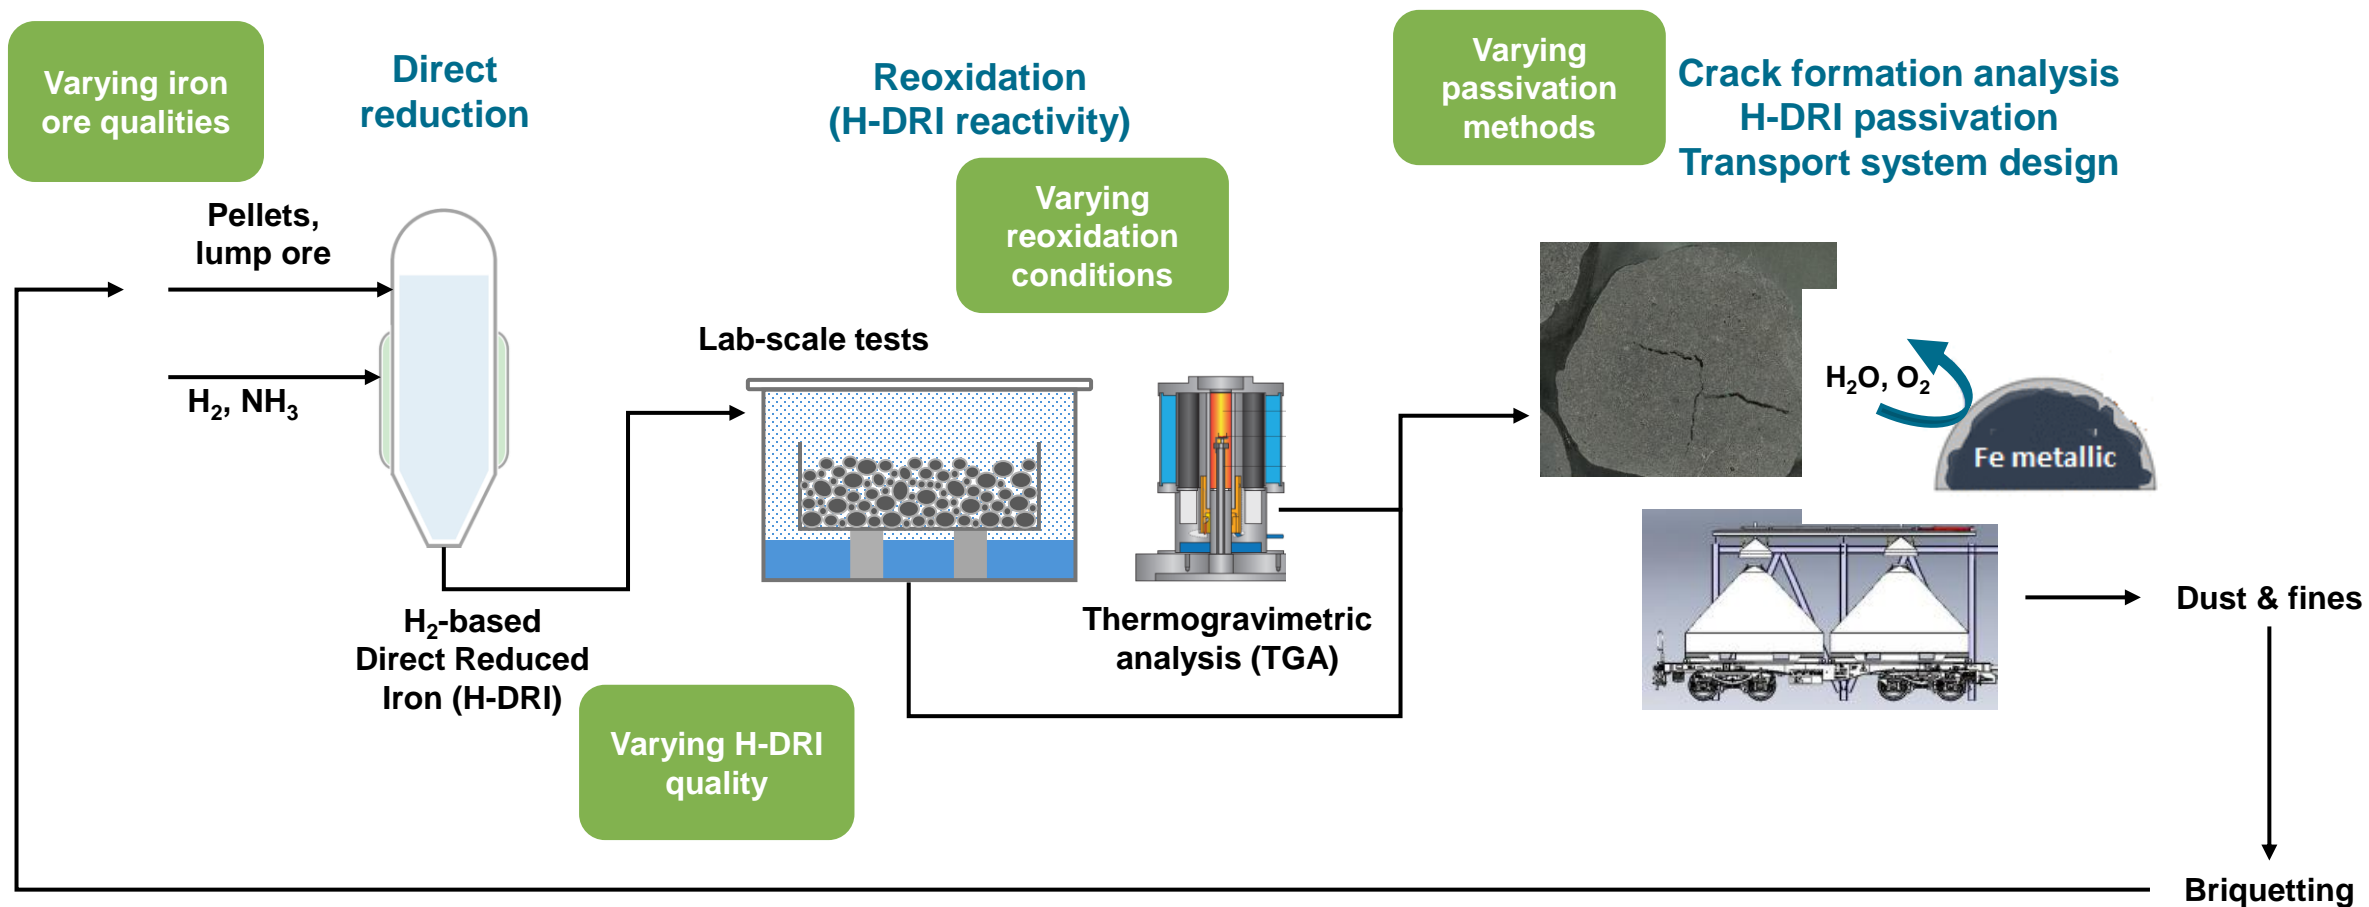 Varying iron
ore qualities
Direct
reduction
Reoxidation
(H-DRI reactivity)
Varying
passivation
methods
Crack formation analysis
H-DRI passivation
Transport system design
Pellets,
lump ore
H₂, NH₃
Varying
reoxidation
conditions
Lab-scale tests
H₂O, O₂
Fe metallic
H₂-based
Direct Reduced
Iron (H-DRI)
Thermogravimetric
analysis (TGA)
Varying H-DRI
quality
Dust & fines
Briquetting